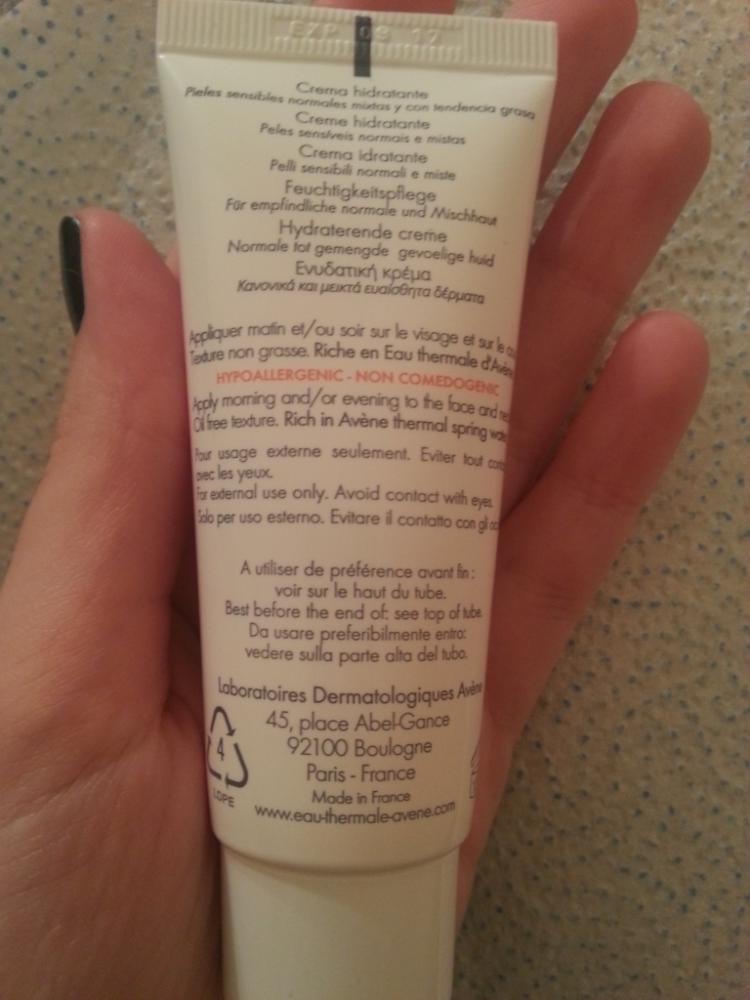 EXP 09 17
Crema hidratante
Pieles sensibles normales mixtas y con tendencia grasa
Creme hidratante
Peles sensíveis normais e mistas
Crema idratante
Pelli sensibili normali e miste
Feuchtigkeitspflege
Für empfindliche normale und Mischhaut
Hydraterende creme
Normale tot gemengde gevoelige huid
Ενυδατική κρέμα
Κανονικά και μεικτά ευαίσθητα δέρματα
Appliquer matin et/ou soir sur le visage et sur le
Texture non grasse. Riche en Eau thermale d'Avène
HYPOALLERGENIC - NON COMEDOGENIC
Apply morning and/or evening to the face and
Oil free texture. Rich in Avène thermal spring
Pour usage externe seulement. Eviter tout
avec les yeux.
For external use only. Avoid contact with eyes.
Solo per uso esterno. Evitare il contatto con gli
A utiliser de préférence avant fin :
voir sur le haut du tube.
Best before the end of: see top of tube.
Da usare preferibilmente entro:
vedere sulla parte alta del tubo.
Laboratoires Dermatologiques Avène
45, place Abel-Gance
92100 Boulogne
Paris - France
4
LDPE
Made in France
www.eau-thermale-avene.com